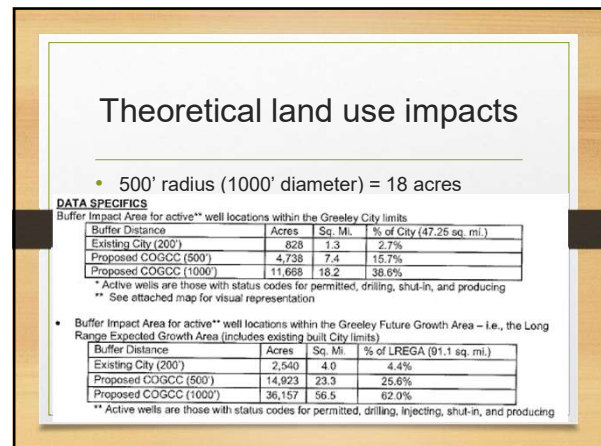 Theoretical land use impacts
• 500' radius (1000' diameter) = 18 acres
DATA SPECIFICS
Buffer Impact Area for active** well locations within the Greeley City limits
Buffer Distance Acres Sq. Mi. % of City (47.25 sq. mi.)
Existing City (200') 828 1.3 2.7%
Proposed COGCC (500') 4,738 7.4 15.7%
Proposed COGCC (1000') 11,668 18.2 38.6%
* Active wells are those with status codes for permitted, drilling, shut-in, and producing
** See attached map for visual representation
• Buffer Impact Area for active** well locations within the Greeley Future Growth Area – i.e., the Long
Range Expected Growth Area (includes existing built City limits)
Buffer Distance Acres Sq. Mi. % of LREGA (91.1 sq. mi.)
Existing City (200') 2,540 4.0 4.4%
Proposed COGCC (500') 14,923 23.3 25.6%
Proposed COGCC (1000') 36,157 56.5 62.0%
** Active wells are those with status codes for permitted, drilling, injecting, shut-in, and producing